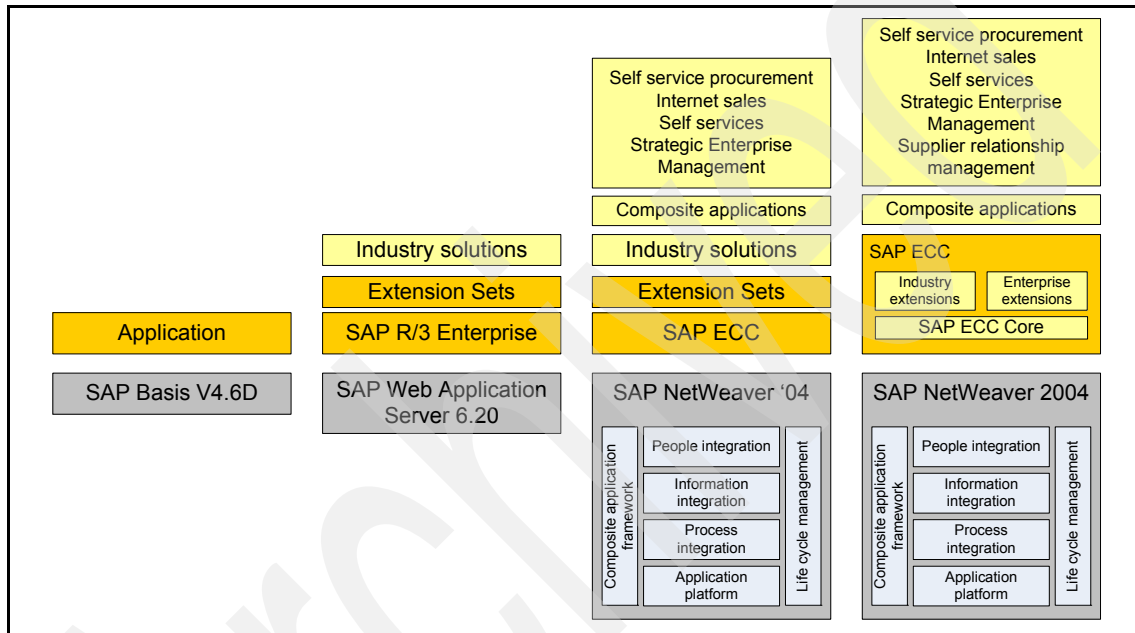 Application
SAP Basis V4.6D
Industry solutions
Extension Sets
SAP R/3 Enterprise
SAP Web Application
Server 6.20
Self service procurement
Internet sales
Self services
Strategic Enterprise
Management
Composite applications
Industry solutions
Extension Sets
SAP ECC
SAP NetWeaver ‘04
Composite application
framework
People integration
Information
integration
Process
integration
Application
platform
Life cycle management
Self service procurement
Internet sales
Self services
Strategic Enterprise
Management
Supplier relationship
management
Composite applications
SAP ECC
Industry
extensions
Enterprise
extensions
SAP ECC Core
SAP NetWeaver 2004
Composite application
framework
People integration
Information
integration
Process
integration
Application
platform
Life cycle management